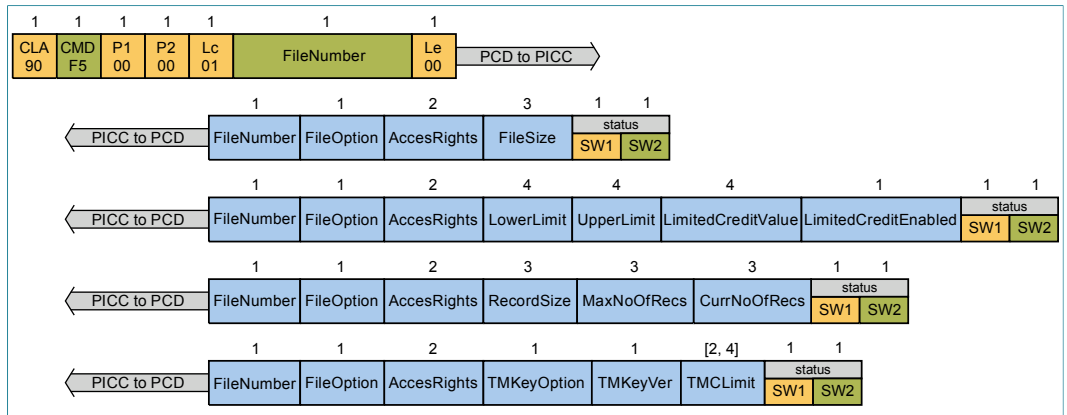 1 1 1 1 1 1 1
CLA CMD P1 P2 Lc FileNumber Le PCD to PICC
90 F5 00 00 01 00
1 1 2 3 1 1
PICC to PCD FileNumber FileOption AccesRights FileSize status
SW1 SW2
1 1 2 4 4 4 1 1 1
PICC to PCD FileNumber FileOption AccesRights LowerLimit UpperLimit LimitedCreditValue LimitedCreditEnabled status
SW1 SW2
1 1 2 3 3 3 1 1
PICC to PCD FileNumber FileOption AccesRights RecordSize MaxNoOfRecs CurrNoOfRecs status
SW1 SW2
1 1 2 1 1 [2, 4] 1 1
PICC to PCD FileNumber FileOption AccesRights TMKeyOption TMKeyVer TMCLimit status
SW1 SW2